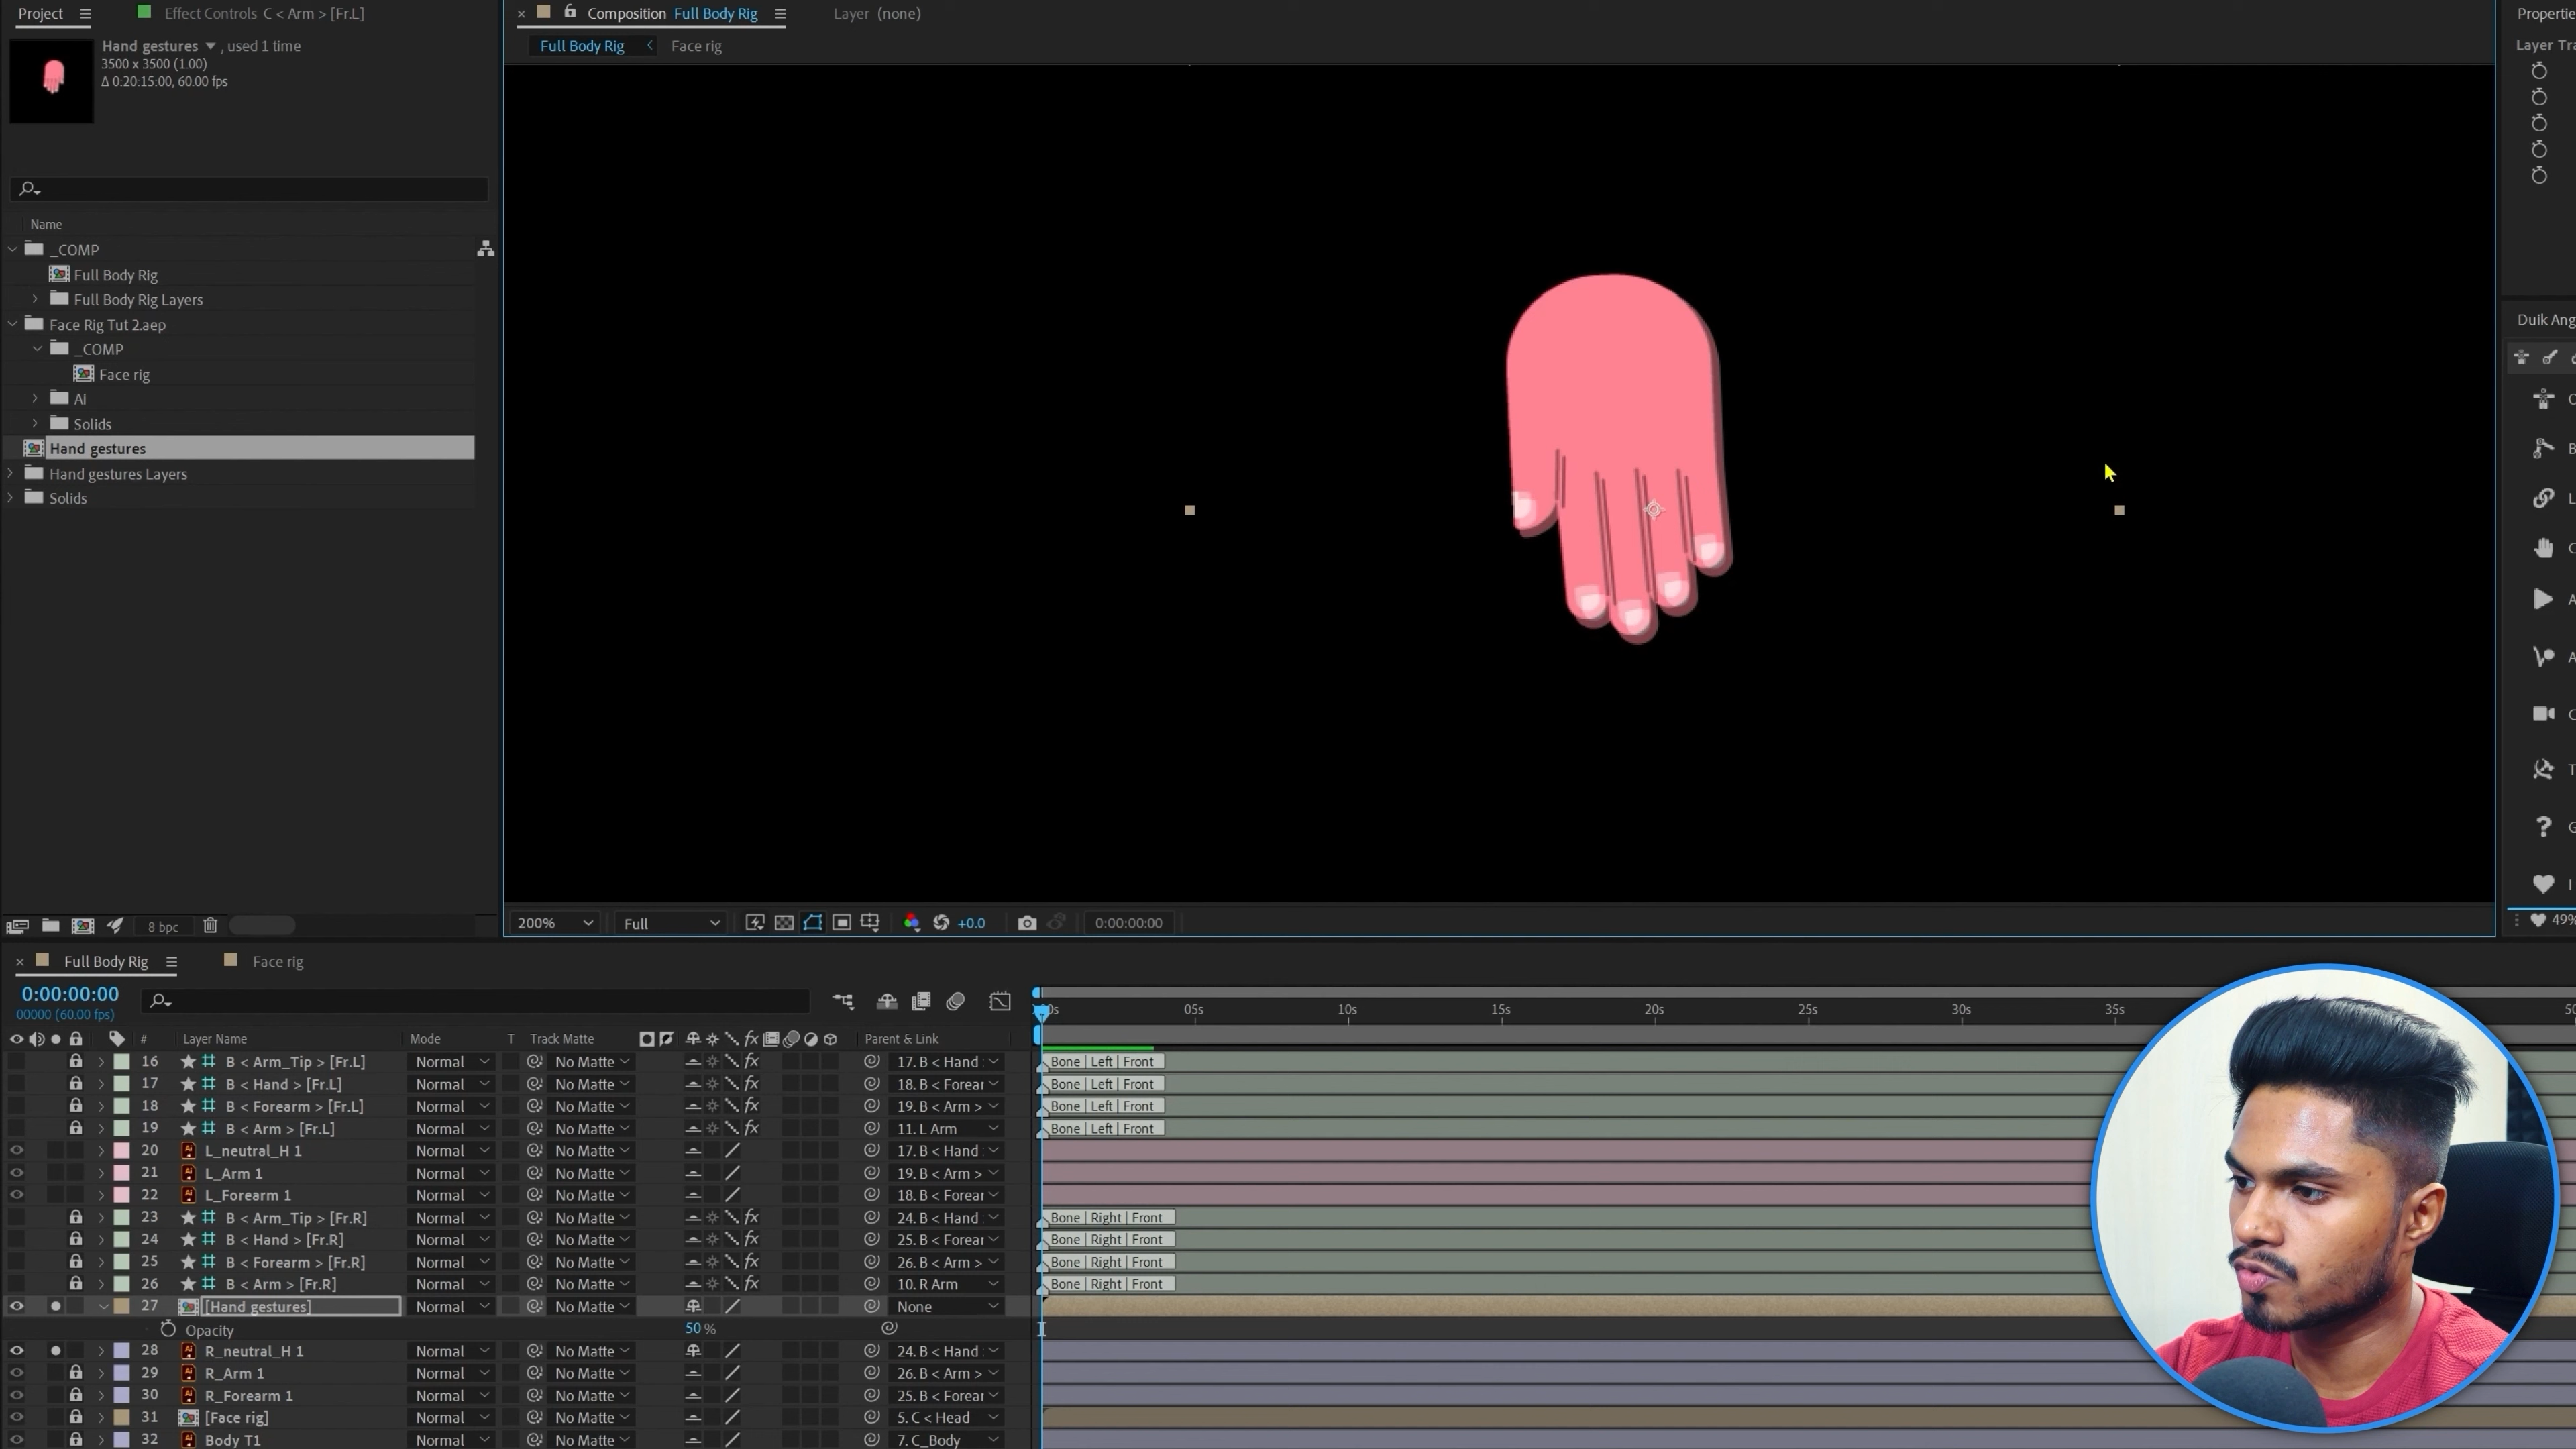 Project
Effect Controls C < Arm > [Fr.L]
Hand gestures , used 1 time
3500 x 3500 (1.00)
Δ 0:20:15:00, 60.00 fps
Name
_COMP
Full Body Rig
Full Body Rig Layers
Face Rig Tut 2.aep
_COMP
Face rig
Ai
Solids
Hand gestures
Hand gestures Layers
Solids
8 bpc
Composition Full Body Rig
Layer (none)
Full Body Rig < Face rig
200%
Full
+0.0
0:00:00:00
Layer Tra
Duik Ang
49%
Full Body Rig
Face rig
0:00:00:00
00000 (60.00 fps)
05s 10s 15s 20s 25s 30s 35s
# Layer Name Mode T Track Matte fx Parent & Link
16 B < Arm_Tip > [Fr.L] Normal No Matte fx 17. B < Hand Bone | Left | Front
17 B < Hand > [Fr.L] Normal No Matte fx 18. B < Forear Bone | Left | Front
18 B < Forearm > [Fr.L] Normal No Matte fx 19. B < Arm > Bone | Left | Front
19 B < Arm > [Fr.L] Normal No Matte fx 11. L Arm Bone | Left | Front
20 L_neutral_H 1 Normal No Matte 17. B < Hand
21 L_Arm 1 Normal No Matte 19. B < Arm >
22 L_Forearm 1 Normal No Matte 18. B < Forear
23 B < Arm_Tip > [Fr.R] Normal No Matte fx 24. B < Hand Bone | Right | Front
24 B < Hand > [Fr.R] Normal No Matte fx 25. B < Forear Bone | Right | Front
25 B < Forearm > [Fr.R] Normal No Matte fx 26. B < Arm > Bone | Right | Front
26 B < Arm > [Fr.R] Normal No Matte fx 10. R Arm Bone | Right | Front
27 [Hand gestures] Normal No Matte None
Opacity 50 %
28 R_neutral_H 1 Normal No Matte 24. B < Hand
29 R_Arm 1 Normal No Matte 26. B < Arm >
30 R_Forearm 1 Normal No Matte 25. B < Forear
31 [Face rig] Normal No Matte 5. C < Head
32 Body T1 Normal No Matte 7. C_Body